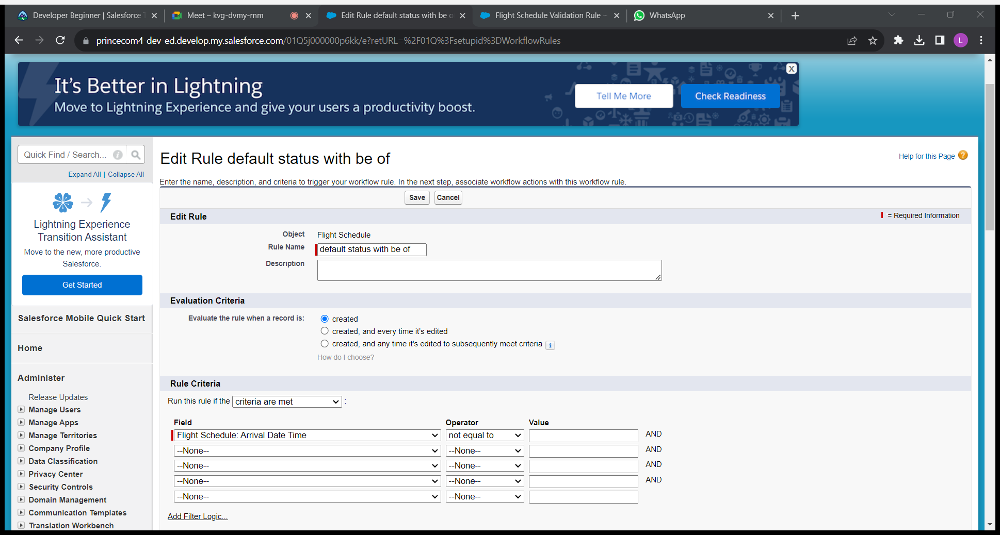 Developer Beginner | Salesforce T
Meet – kvg-dvmy-rnm
Edit Rule default status with be o
Flight Schedule Validation Rule ~
WhatsApp
princecom4-dev-ed.develop.my.salesforce.com/01Q5j000000p6kk/e?retURL=%2F01Q%3Fsetupid%3DWorkflowRules
L
It's Better in Lightning
Move to Lightning Experience and give your users a productivity boost.
Tell Me More
Check Readiness
X
Quick Find / Search...
Expand All | Collapse All
Lightning Experience
Transition Assistant
Move to the new, more productive
Salesforce.
Get Started
Salesforce Mobile Quick Start
Home
Administer
Release Updates
Manage Users
Manage Apps
Manage Territories
Company Profile
Data Classification
Privacy Center
Security Controls
Domain Management
Communication Templates
Translation Workbench
Edit Rule default status with be of
Help for this Page ?
Enter the name, description, and criteria to trigger your workflow rule. In the next step, associate workflow actions with this workflow rule.
Save Cancel
Edit Rule
= Required Information
Object Flight Schedule
Rule Name default status with be of
Description
Evaluation Criteria
Evaluate the rule when a record is: created
created, and every time it's edited
created, and any time it's edited to subsequently meet criteria i
How do I choose?
Rule Criteria
Run this rule if the criteria are met :
Field Operator Value
Flight Schedule: Arrival Date Time not equal to AND
--None-- --None-- AND
--None-- --None-- AND
--None-- --None-- AND
--None-- --None--
Add Filter Logic...